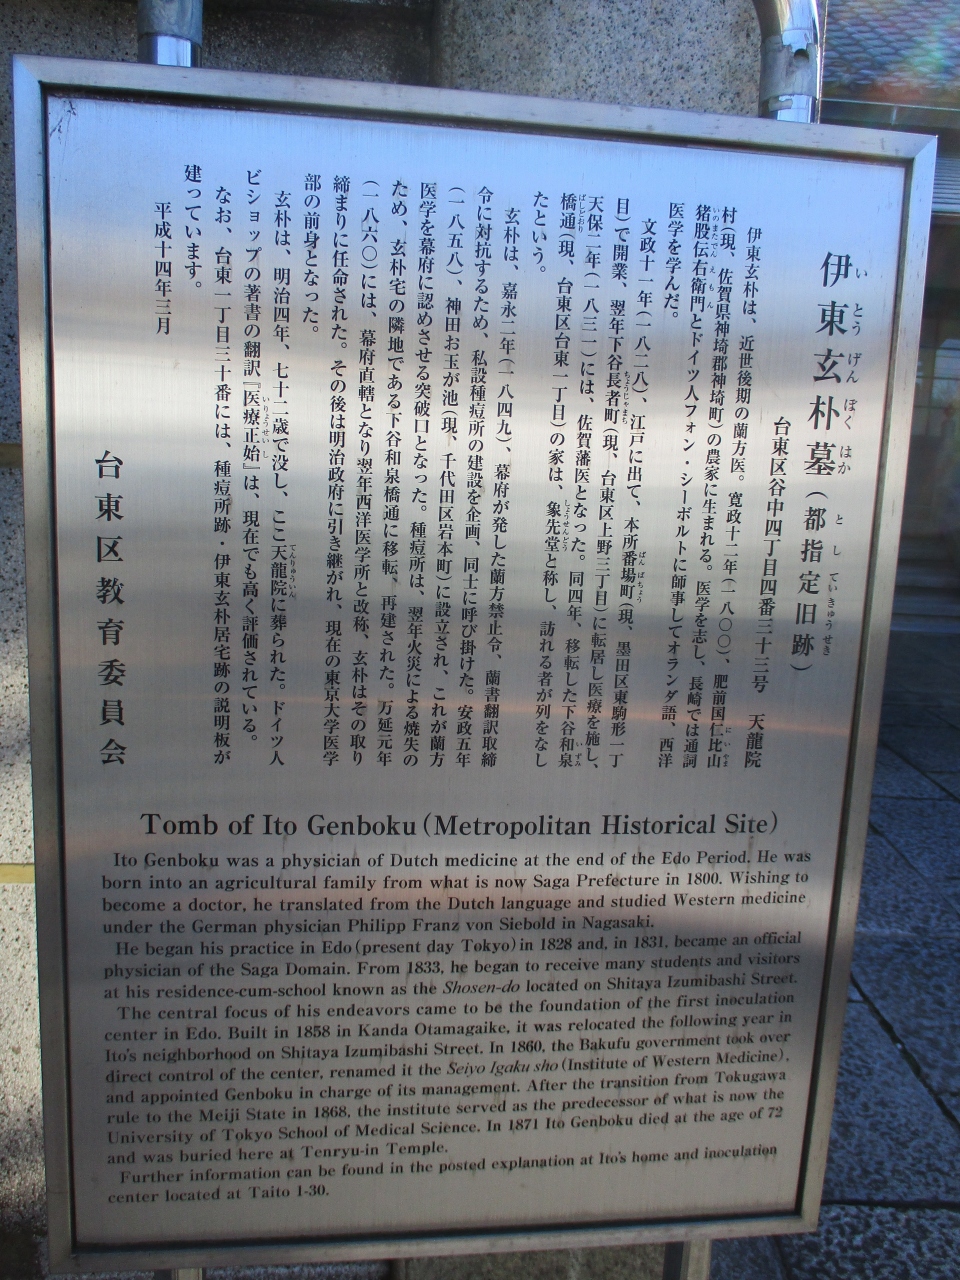 伊東玄朴墓(都指定旧跡)
台東区谷中四丁目四番三十三号 天龍院
伊東玄朴は、近世後期の蘭方医。寛政十二年(一八〇〇)、肥前国仁比山
村(現、佐賀県神埼郡神埼町)の農家に生まれる。医学を志し、長崎では通詞
猪股伝右衛門とドイツ人フォン・シーボルトに師事してオランダ語、西洋
医学を学んだ。
文政十一年(一八二八)、江戸に出て、本所番場町(現、墨田区東駒形一丁
目)で開業、翌年下谷長者町(現、台東区上野三丁目)に転居し医療を施し、
天保二年(一八三一)には、佐賀藩医となった。同四年、移転した下谷和泉
橋通(現、台東区台東一丁目)の家は、象先堂と称し、訪れる者が列をなし
たという。
玄朴は、嘉永二年(一八四九)、幕府が発した蘭方禁止令、蘭書翻訳取締
令に対抗するため、私設種痘所の建設を企画、同士に呼び掛けた。安政五年
(一八五八)、神田お玉が池(現、千代田区岩本町)に設立され、これが蘭方
医学を幕府に認めさせる突破口となった。種痘所は、翌年火災による焼失の
ため、玄朴宅の隣地である下谷和泉橋通に移転、再建された。万延元年
(一八六〇)には、幕府直轄となり翌年西洋医学所と改称、玄朴はその取り
締まりに任命された。その後は明治政府に引き継がれ、現在の東京大学医学
部の前身となった。
玄朴は、明治四年、七十二歳で没し、ここ天龍院に葬られた。ドイツ人
ビショップの著書の翻訳『医療正始』は、現在でも高く評価されている。
なお、台東一丁目三十番には、種痘所跡・伊東玄朴居宅跡の説明板が
建っています。
平成十四年三月
台東区教育委員会
Tomb of Ito Genboku (Metropolitan Historical Site)
Ito Genboku was a physician of Dutch medicine at the end of the Edo Period. He was
born into an agricultural family from what is now Saga Prefecture in 1800. Wishing to
become a doctor, he translated from the Dutch language and studied Western medicine
under the German physician Philipp Franz von Siebold in Nagasaki.
He began his practice in Edo (present day Tokyo) in 1828 and, in 1831, became an official
physician of the Saga Domain. From 1833, he began to receive many students and visitors
at his residence-cum-school known as the Shosen-do located on Shitaya Izumibashi Street.
The central focus of his endeavors came to be the foundation of the first inoculation
center in Edo. Built in 1858 in Kanda Otamagaike, it was relocated the following year in
Ito's neighborhood on Shitaya Izumibashi Street. In 1860, the Bakufu government took over
direct control of the center, renamed it the Seiyo Igaku sho (Institute of Western Medicine),
and appointed Genboku in charge of its management. After the transition from Tokugawa
rule to the Meiji State in 1868, the institute served as the predecessor of what is now the
University of Tokyo School of Medical Science. In 1871 Ito Genboku died at the age of 72
and was buried here at Tenryu-in Temple.
Further information can be found in the posted explanation at Ito's home and inoculation
center located at Taito 1-30.